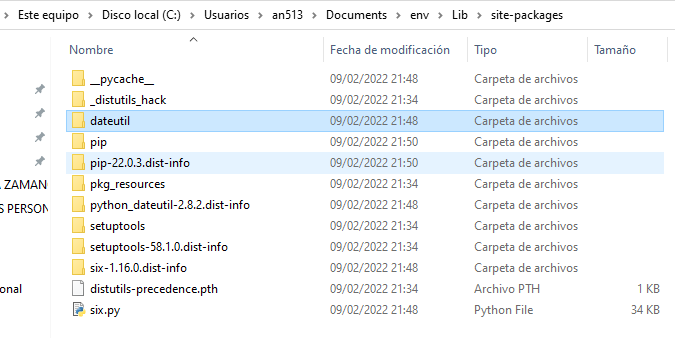 Este equipo > Disco local (C:) > Usuarios > an513 > Documents > env > Lib > site-packages
Nombre Fecha de modificación Tipo Tamaño
__pycache__ 09/02/2022 21:48 Carpeta de archivos
_distutils_hack 09/02/2022 21:34 Carpeta de archivos
dateutil 09/02/2022 21:48 Carpeta de archivos
pip 09/02/2022 21:50 Carpeta de archivos
pip-22.0.3.dist-info 09/02/2022 21:50 Carpeta de archivos
pkg_resources 09/02/2022 21:34 Carpeta de archivos
ZAMAN
python_dateutil-2.8.2.dist-info 09/02/2022 21:48 Carpeta de archivos
S PERSON
setuptools 09/02/2022 21:34 Carpeta de archivos
setuptools-58.1.0.dist-info 09/02/2022 21:34 Carpeta de archivos
six-1.16.0.dist-info 09/02/2022 21:48 Carpeta de archivos
onal
distutils-precedence.pth 09/02/2022 21:34 Archivo PTH 1 KB
six.py 09/02/2022 21:48 Python File 34 KB